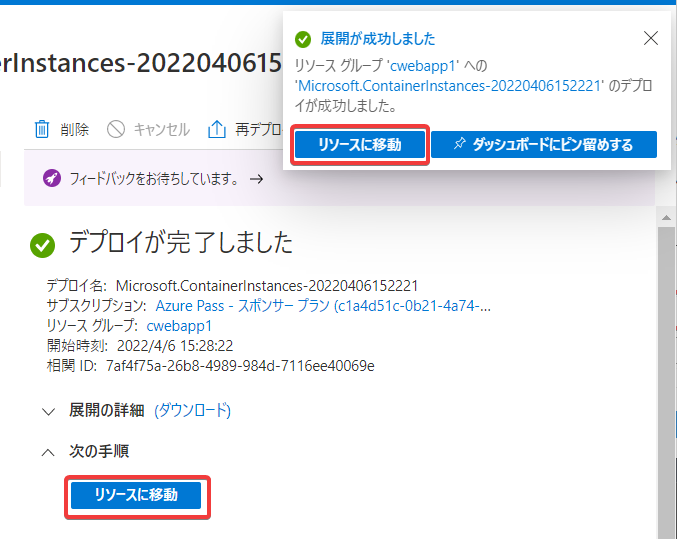 erInstances-2022040615
展開が成功しました
リソース グループ 'cwebapp1' への
'Microsoft.ContainerInstances-20220406152221' のデプロ
イが成功しました。
リソースに移動
ダッシュボードにピン留めする
削除
キャンセル
再デプロ
フィードバックをお待ちしています。 →
デプロイが完了しました
デプロイ名: Microsoft.ContainerInstances-20220406152221
サブスクリプション: Azure Pass - スポンサー プラン (c1a4d51c-0b21-4a74-...
リソース グループ: cwebapp1
開始時刻: 2022/4/6 15:28:22
相関 ID: 7af4f75a-26b8-4989-984d-7116ee40069e
展開の詳細 (ダウンロード)
次の手順
リソースに移動